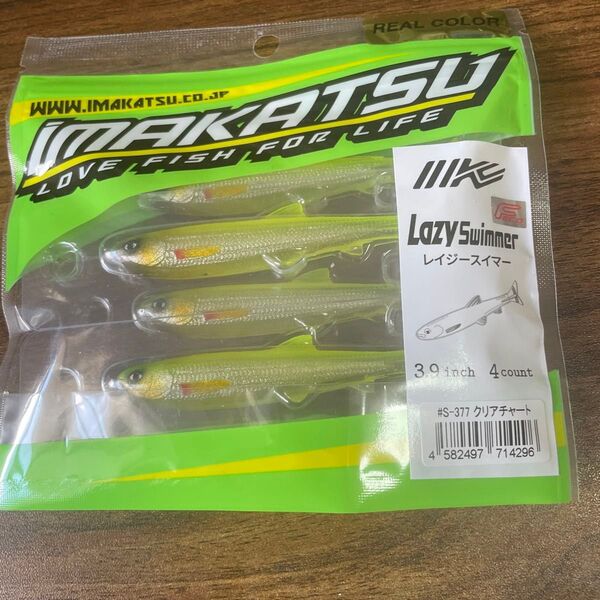 REAL COLOR
WWW.IMAKATSU.CO.JP
IMAKATSU
LOVE FISH FOR LIFE
Lazy Swimmer
レイジースイマー
3.9 inch 4 count
#S-377 クリアチャート
4 582497 714296